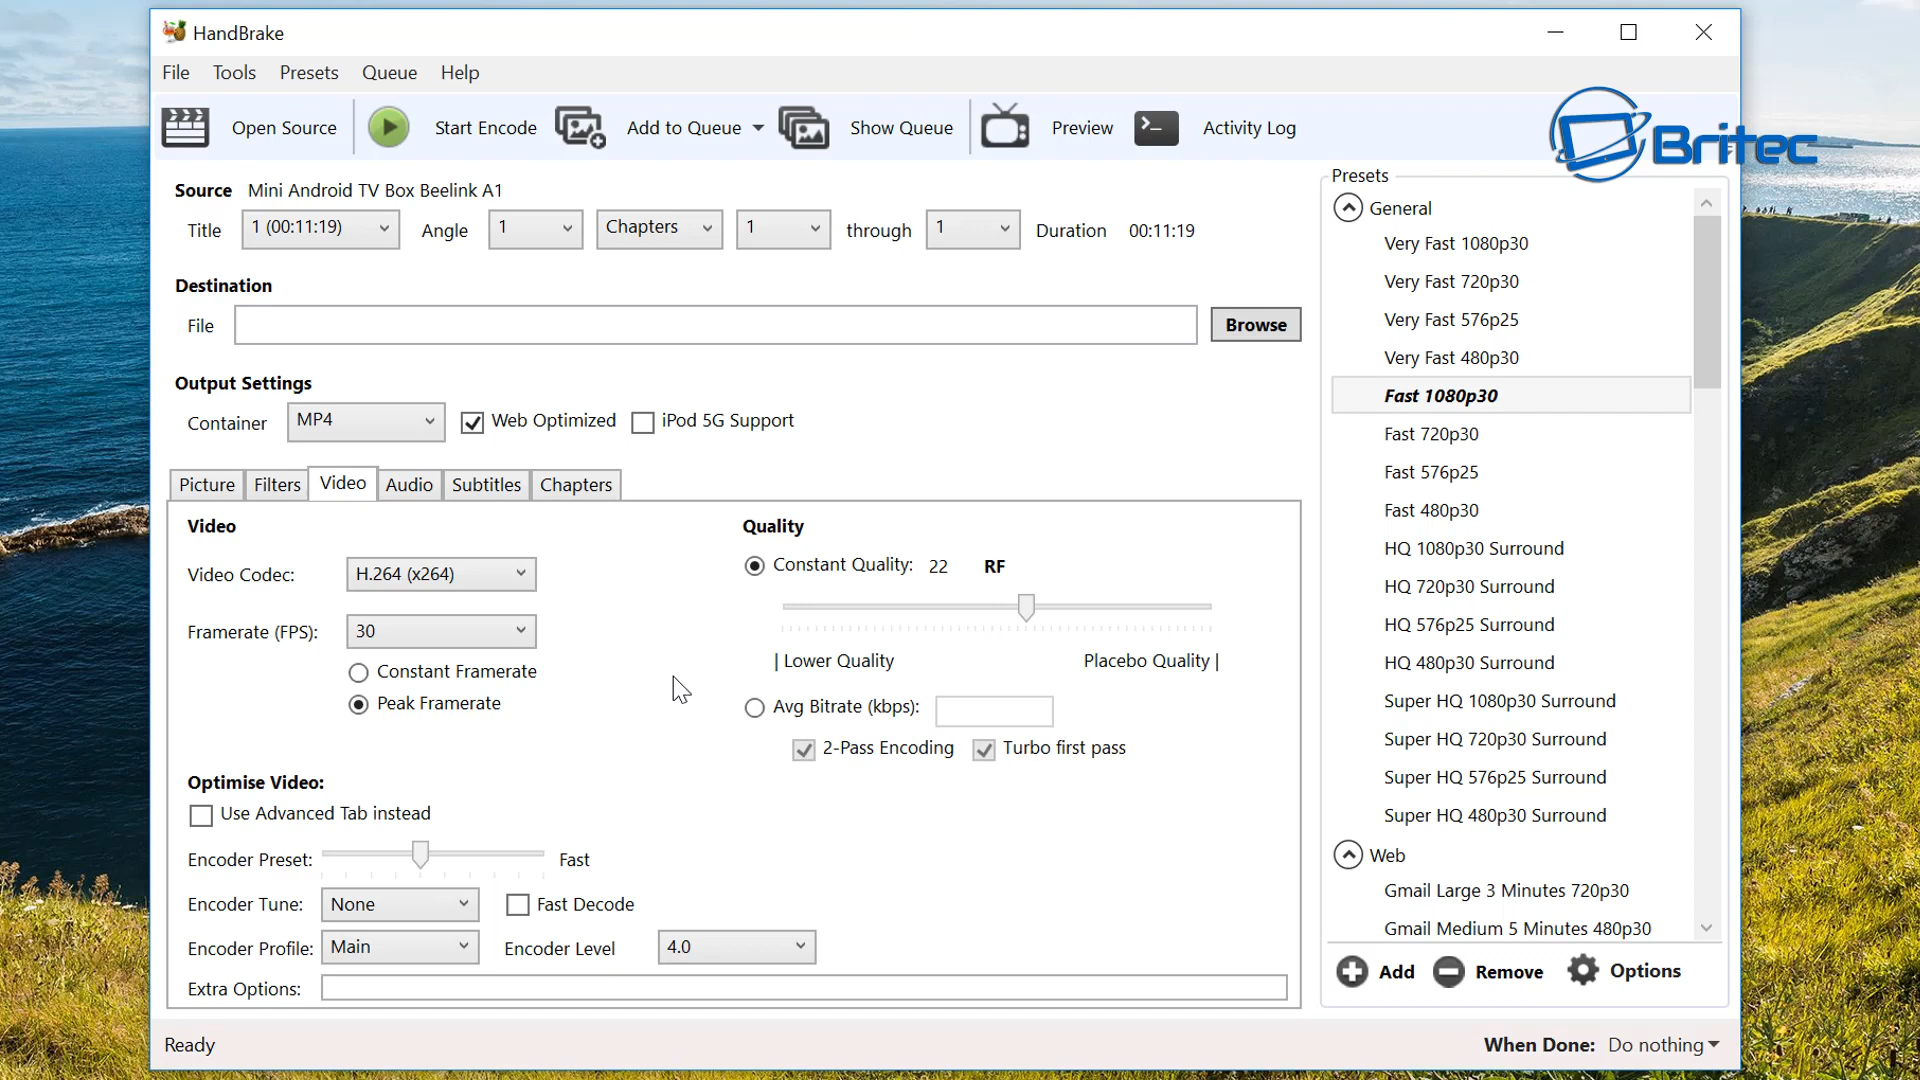 HandBrake
File Tools Presets Queue Help
Open Source Start Encode Add to Queue Show Queue Preview Activity Log
Britec
Source Mini Android TV Box Beelink A1
Title 1 (00:11:19) Angle 1 Chapters 1 through 1 Duration 00:11:19
Destination
File Browse
Output Settings
Container MP4 Web Optimized iPod 5G Support
Picture Filters Video Audio Subtitles Chapters
Video
Video Codec: H.264 (x264)
Framerate (FPS): 30
Constant Framerate
Peak Framerate
Quality
Constant Quality: 22 RF
| Lower Quality Placebo Quality |
Avg Bitrate (kbps):
2-Pass Encoding Turbo first pass
Optimise Video:
Use Advanced Tab instead
Encoder Preset: Fast
Encoder Tune: None Fast Decode
Encoder Profile: Main Encoder Level 4.0
Extra Options:
Presets
General
Very Fast 1080p30
Very Fast 720p30
Very Fast 576p25
Very Fast 480p30
Fast 1080p30
Fast 720p30
Fast 576p25
Fast 480p30
HQ 1080p30 Surround
HQ 720p30 Surround
HQ 576p25 Surround
HQ 480p30 Surround
Super HQ 1080p30 Surround
Super HQ 720p30 Surround
Super HQ 576p25 Surround
Super HQ 480p30 Surround
Web
Gmail Large 3 Minutes 720p30
Gmail Medium 5 Minutes 480p30
Add Remove Options
Ready When Done: Do nothing